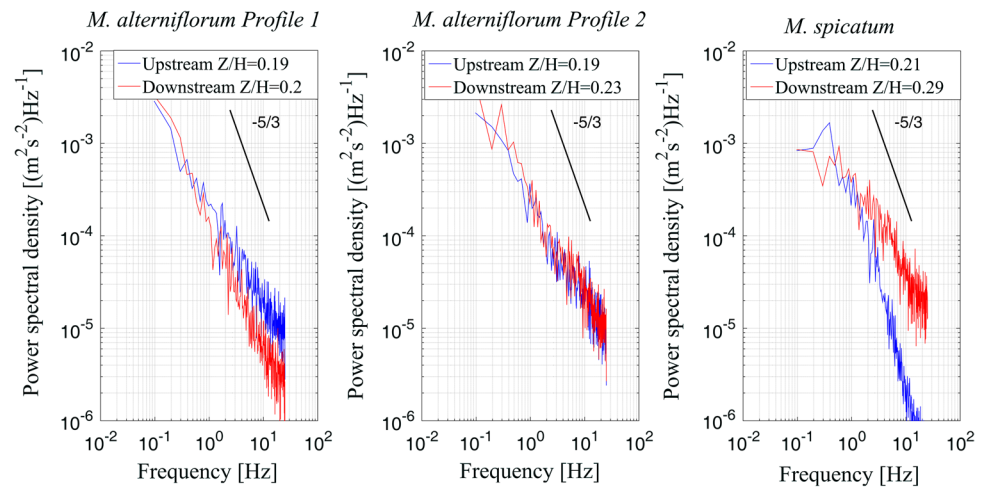 M. alterniflorum Profile 1
M. alterniflorum Profile 2
M. spicatum
Upstream Z/H=0.19
Downstream Z/H=0.2
-5/3
Power spectral density [(m²s⁻²)Hz⁻¹]
10⁻²
10⁻³
10⁻⁴
10⁻⁵
10⁻⁶
10⁻² 10⁻¹ 10⁰ 10¹ 10²
Frequency [Hz]
Upstream Z/H=0.19
Downstream Z/H=0.23
-5/3
Power spectral density [(m²s⁻²)Hz⁻¹]
10⁻²
10⁻³
10⁻⁴
10⁻⁵
10⁻⁶
10⁻² 10⁻¹ 10⁰ 10¹ 10²
Frequency [Hz]
Upstream Z/H=0.21
Downstream Z/H=0.29
-5/3
Power spectral density [(m²s⁻²)Hz⁻¹]
10⁻²
10⁻³
10⁻⁴
10⁻⁵
10⁻⁶
10⁻² 10⁻¹ 10⁰ 10¹ 10²
Frequency [Hz]